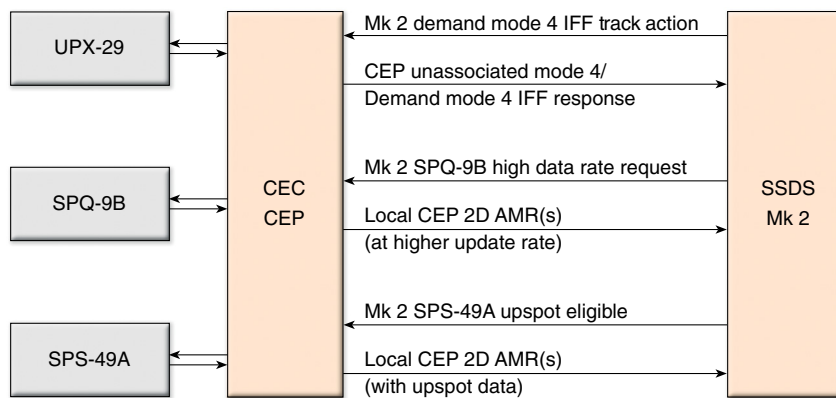 UPX-29
SPQ-9B
SPS-49A
CEC
CEP
Mk 2 demand mode 4 IFF track action
CEP unassociated mode 4/
Demand mode 4 IFF response
Mk 2 SPQ-9B high data rate request
Local CEP 2D AMR(s)
(at higher update rate)
Mk 2 SPS-49A upspot eligible
Local CEP 2D AMR(s)
(with upspot data)
SSDS
Mk 2